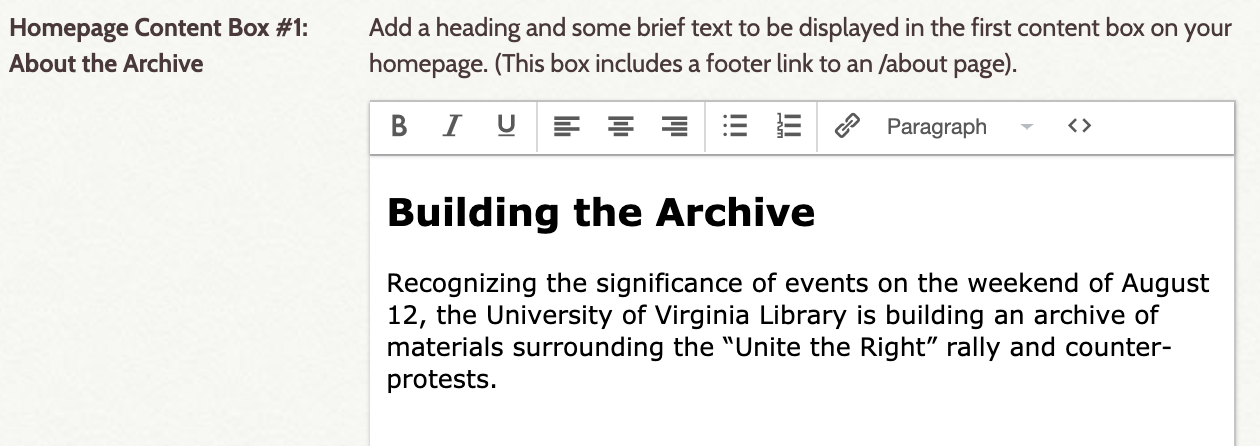 Homepage Content Box #1:
About the Archive
Add a heading and some brief text to be displayed in the first content box on your
homepage. (This box includes a footer link to an /about page).
B I U Paragraph <>
Building the Archive
Recognizing the significance of events on the weekend of August
12, the University of Virginia Library is building an archive of
materials surrounding the “Unite the Right” rally and counter-
protests.